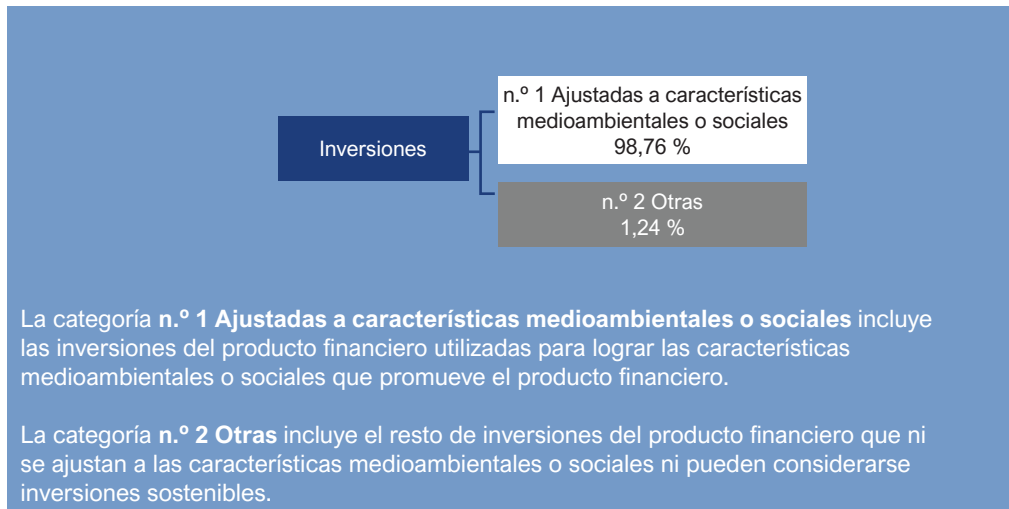 Inversiones
n.º 1 Ajustadas a características
medioambientales o sociales
98,76 %
n.º 2 Otras
1,24 %
La categoría n.º 1 Ajustadas a características medioambientales o sociales incluye
las inversiones del producto financiero utilizadas para lograr las características
medioambientales o sociales que promueve el producto financiero.
La categoría n.º 2 Otras incluye el resto de inversiones del producto financiero que ni
se ajustan a las características medioambientales o sociales ni pueden considerarse
inversiones sostenibles.